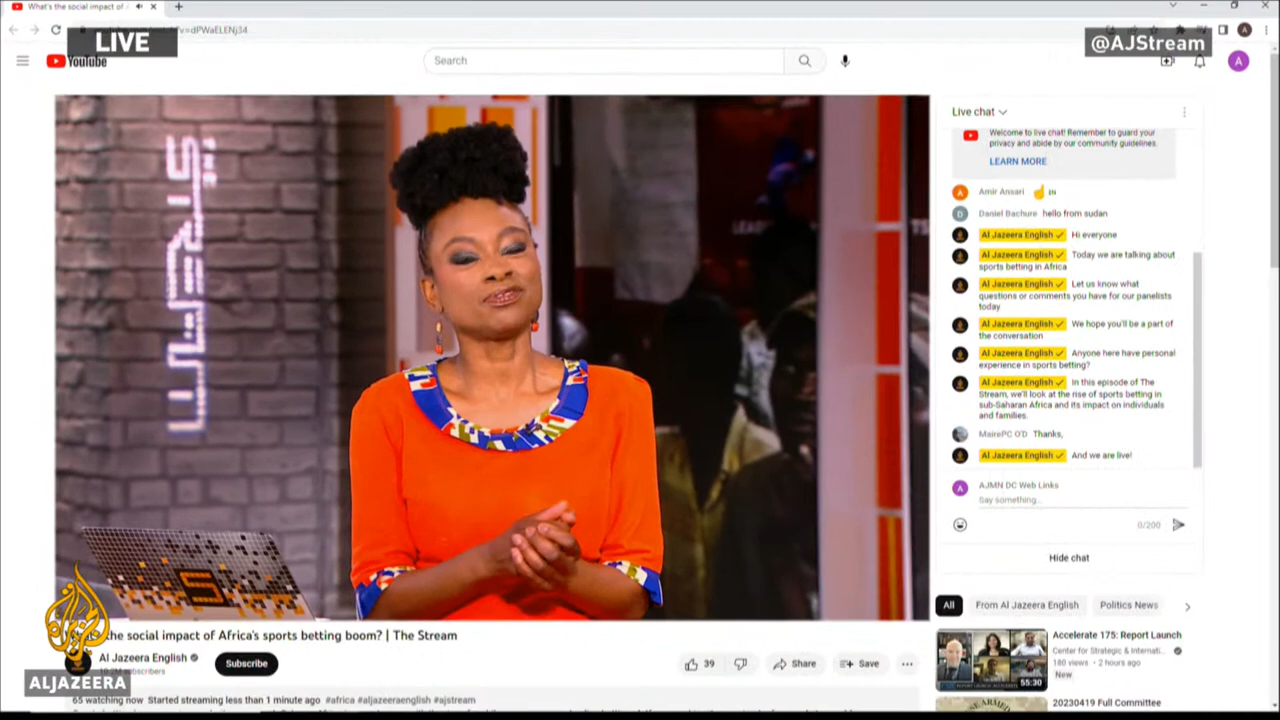 What's the social impact of
v=dPWaELENj34
LIVE
@AJStream
YouTube
Search
A
A
Live chat
Welcome to live chat! Remember to guard your
privacy and abide by our community guidelines.
LEARN MORE
A Amir Ansari ☝ IN
D Daniel Bachure hello from sudan
Al Jazeera English Hi everyone
Al Jazeera English Today we are talking about
sports betting in Africa
Al Jazeera English Let us know what
questions or comments you have for our panelists
today
Al Jazeera English We hope you'll be a part of
the conversation
Al Jazeera English Anyone here have personal
experience in sports betting?
Al Jazeera English In this episode of The
Stream, we'll look at the rise of sports betting in
sub-Saharan Africa and its impact on individuals
and families.
MairePC O'D Thanks,
Al Jazeera English And we are live!
A AJMN DC Web Links
Say something...
0/200
Hide chat
the social impact of Africa's sports betting boom? | The Stream
Al Jazeera English
subscribers
Subscribe
39
Share
Save
ALJAZEERA
65 watching now Started streaming less than 1 minute ago #africa #aljazeeraenglish #ajstream
All
From Al Jazeera English
Politics News
Accelerate 175: Report Launch
Center for Strategic & Internati...
180 views • 2 hours ago
New
55:30
20230419 Full Committee